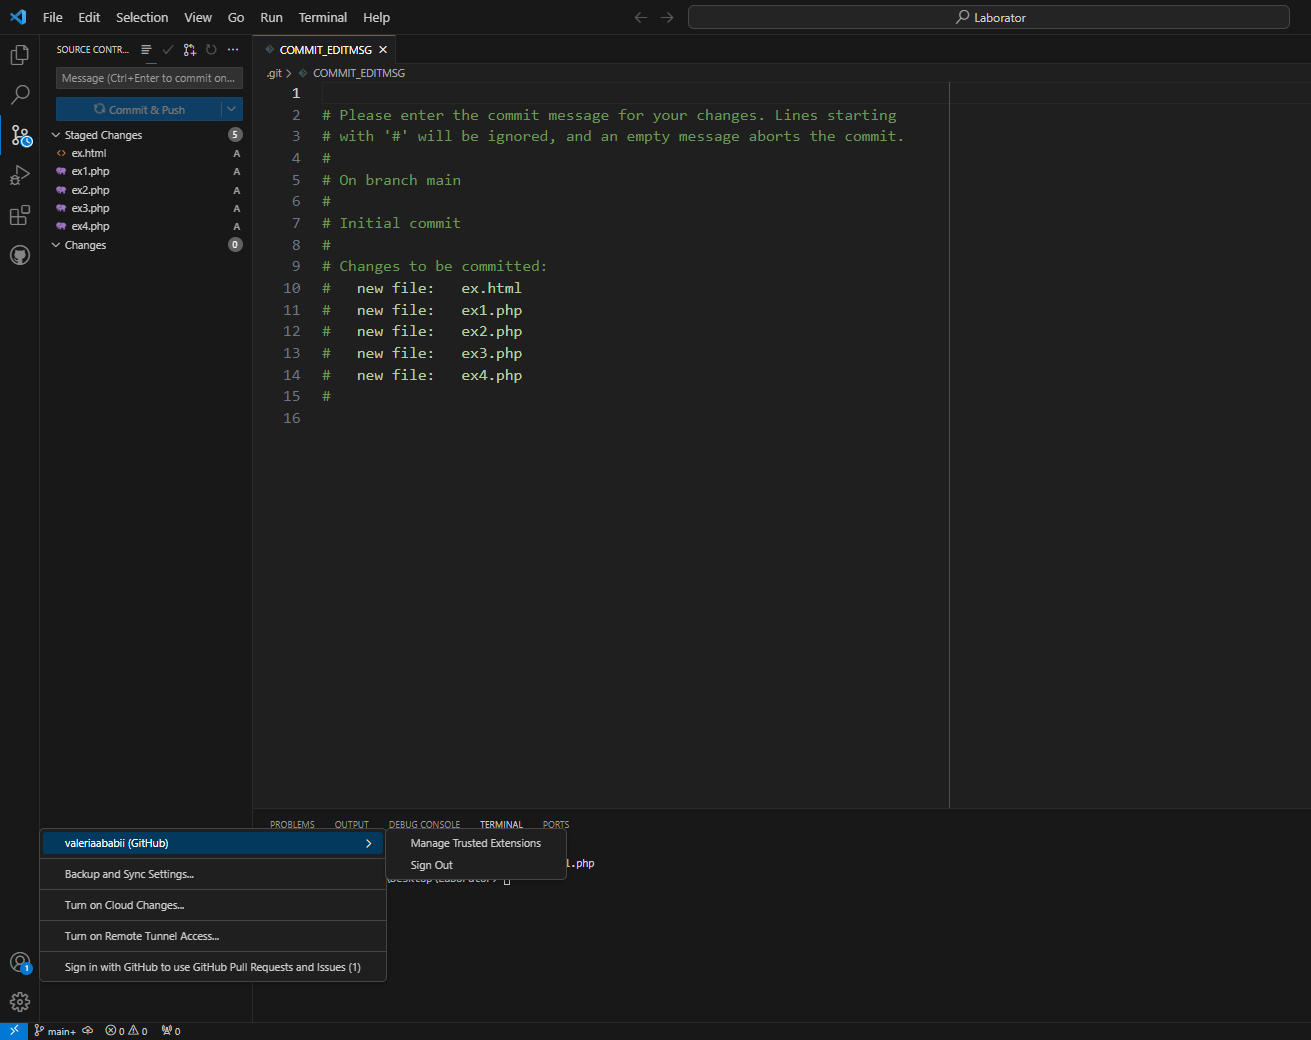 File Edit Selection View Go Run Terminal Help
Laborator
SOURCE CONTR...
Message (Ctrl+Enter to commit on...
Commit & Push
Staged Changes 5
ex.html A
ex1.php A
ex2.php A
ex3.php A
ex4.php A
Changes 0
COMMIT_EDITMSG
.git > COMMIT_EDITMSG
1
2 # Please enter the commit message for your changes. Lines starting
3 # with '#' will be ignored, and an empty message aborts the commit.
4 #
5 # On branch main
6 #
7 # Initial commit
8 #
9 # Changes to be committed:
10 # new file: ex.html
11 # new file: ex1.php
12 # new file: ex2.php
13 # new file: ex3.php
14 # new file: ex4.php
15 #
16
PROBLEMS OUTPUT DEBUG CONSOLE TERMINAL PORTS
.php
valeriaababii (GitHub)
Manage Trusted Extensions
Sign Out
Backup and Sync Settings...
Turn on Cloud Changes...
Turn on Remote Tunnel Access...
Sign in with GitHub to use GitHub Pull Requests and Issues (1)
1
main+ 0 0 0